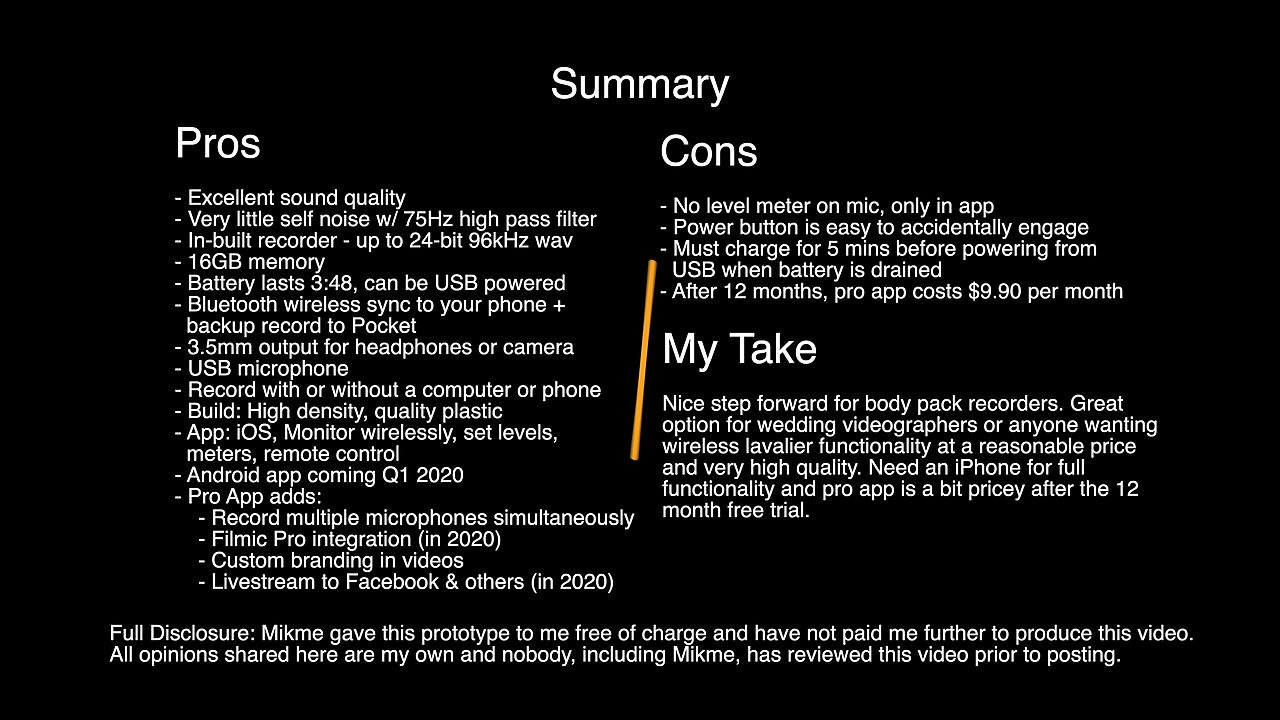 Summary
Pros
- Excellent sound quality
- Very little self noise w/ 75Hz high pass filter
- In-built recorder - up to 24-bit 96kHz wav
- 16GB memory
- Battery lasts 3:48, can be USB powered
- Bluetooth wireless sync to your phone +
backup record to Pocket
- 3.5mm output for headphones or camera
- USB microphone
- Record with or without a computer or phone
- Build: High density, quality plastic
- App: iOS, Monitor wirelessly, set levels,
meters, remote control
- Android app coming Q1 2020
- Pro App adds:
- Record multiple microphones simultaneously
- Filmic Pro integration (in 2020)
- Custom branding in videos
- Livestream to Facebook & others (in 2020)
Cons
- No level meter on mic, only in app
- Power button is easy to accidentally engage
- Must charge for 5 mins before powering from
USB when battery is drained
- After 12 months, pro app costs $9.90 per month
My Take
Nice step forward for body pack recorders. Great
option for wedding videographers or anyone wanting
wireless lavalier functionality at a reasonable price
and very high quality. Need an iPhone for full
functionality and pro app is a bit pricey after the 12
month free trial.
Full Disclosure: Mikme gave this prototype to me free of charge and have not paid me further to produce this video.
All opinions shared here are my own and nobody, including Mikme, has reviewed this video prior to posting.